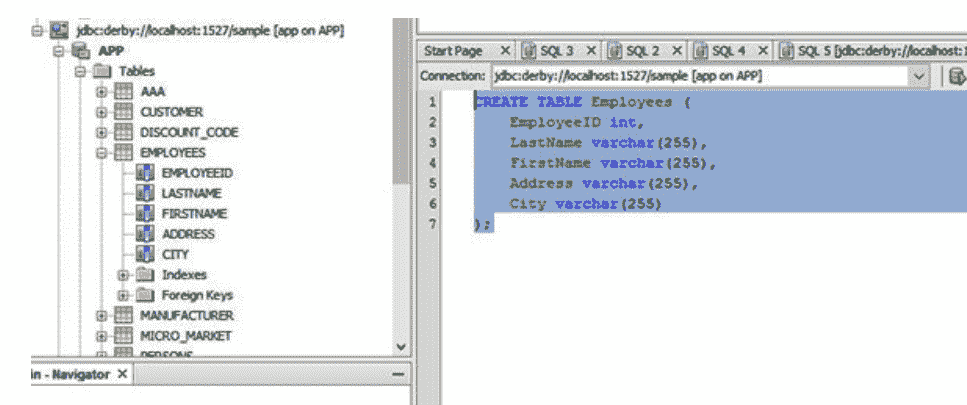 jdbc:derby://localhost:1527/sample [app on APP]
APP
Tables
AAA
CUSTOMER
DISCOUNT_CODE
EMPLOYEES
EMPLOYEEID
LASTNAME
FIRSTNAME
ADDRESS
CITY
Indexes
Foreign Keys
MANUFACTURER
MICRO_MARKET
PERSONS
in - Navigator
Start Page SQL 3 SQL 2 SQL 4 SQL 5 [jdbc:derby://localhost:1
Connection: jdbc:derby://localhost:1527/sample [app on APP]
1 CREATE TABLE Employees (
2 EmployeeID int,
3 LastName varchar(255),
4 FirstName varchar(255),
5 Address varchar(255),
6 City varchar(255)
7 );